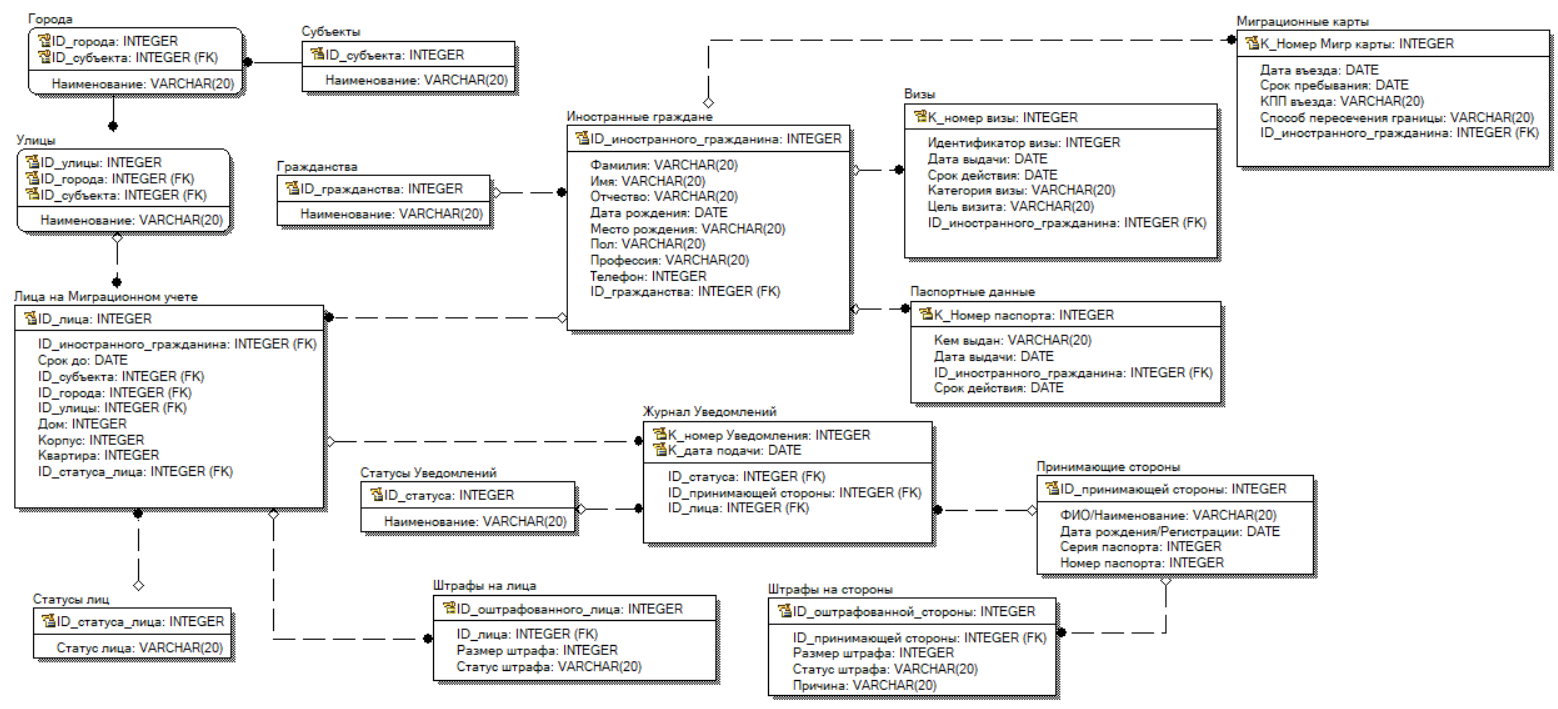 Города
ID_города: INTEGER
ID_субъекта: INTEGER (FK)
Наименование: VARCHAR(20)
Субъекты
ID_субъекта: INTEGER
Наименование: VARCHAR(20)
Миграционные карты
К_Номер Мигр карты: INTEGER
Дата въезда: DATE
Срок пребывания: DATE
КПП въезда: VARCHAR(20)
Способ пересечения границы: VARCHAR(20)
ID_иностранного_гражданина: INTEGER (FK)
Визы
К_номер визы: INTEGER
Идентификатор визы: INTEGER
Дата выдачи: DATE
Срок действия: DATE
Категория визы: VARCHAR(20)
Цель визита: VARCHAR(20)
ID_иностранного_гражданина: INTEGER (FK)
Иностранные граждане
ID_иностранного_гражданина: INTEGER
Фамилия: VARCHAR(20)
Имя: VARCHAR(20)
Отчество: VARCHAR(20)
Дата рождения: DATE
Место рождения: VARCHAR(20)
Пол: VARCHAR(20)
Профессия: VARCHAR(20)
Телефон: INTEGER
ID_гражданства: INTEGER (FK)
Улицы
ID_улицы: INTEGER
ID_города: INTEGER (FK)
ID_субъекта: INTEGER (FK)
Наименование: VARCHAR(20)
Гражданства
ID_гражданства: INTEGER
Наименование: VARCHAR(20)
Лица на Миграционном учете
ID_лица: INTEGER
ID_иностранного_гражданина: INTEGER (FK)
Срок до: DATE
ID_субъекта: INTEGER (FK)
ID_города: INTEGER (FK)
ID_улицы: INTEGER (FK)
Дом: INTEGER
Корпус: INTEGER
Квартира: INTEGER
ID_статуса_лица: INTEGER (FK)
Паспортные данные
К_Номер паспорта: INTEGER
Кем выдан: VARCHAR(20)
Дата выдачи: DATE
ID_иностранного_гражданина: INTEGER (FK)
Срок действия: DATE
Журнал Уведомлений
К_номер Уведомления: INTEGER
К_дата подачи: DATE
ID_статуса: INTEGER (FK)
ID_принимающей стороны: INTEGER (FK)
ID_лица: INTEGER (FK)
Статусы Уведомлений
ID_статуса: INTEGER
Наименование: VARCHAR(20)
Принимающие стороны
ID_принимающей стороны: INTEGER
ФИО/Наименование: VARCHAR(20)
Дата рождения/Регистрации: DATE
Серия паспорта: INTEGER
Номер паспорта: INTEGER
Статусы лиц
ID_статуса_лица: INTEGER
Статус лица: VARCHAR(20)
Штрафы на лица
ID_оштрафованного_лица: INTEGER
ID_лица: INTEGER (FK)
Размер штрафа: INTEGER
Статус штрафа: VARCHAR(20)
Штрафы на стороны
ID_оштрафованной_стороны: INTEGER
ID_принимающей стороны: INTEGER (FK)
Размер штрафа: INTEGER
Статус штрафа: VARCHAR(20)
Причина: VARCHAR(20)